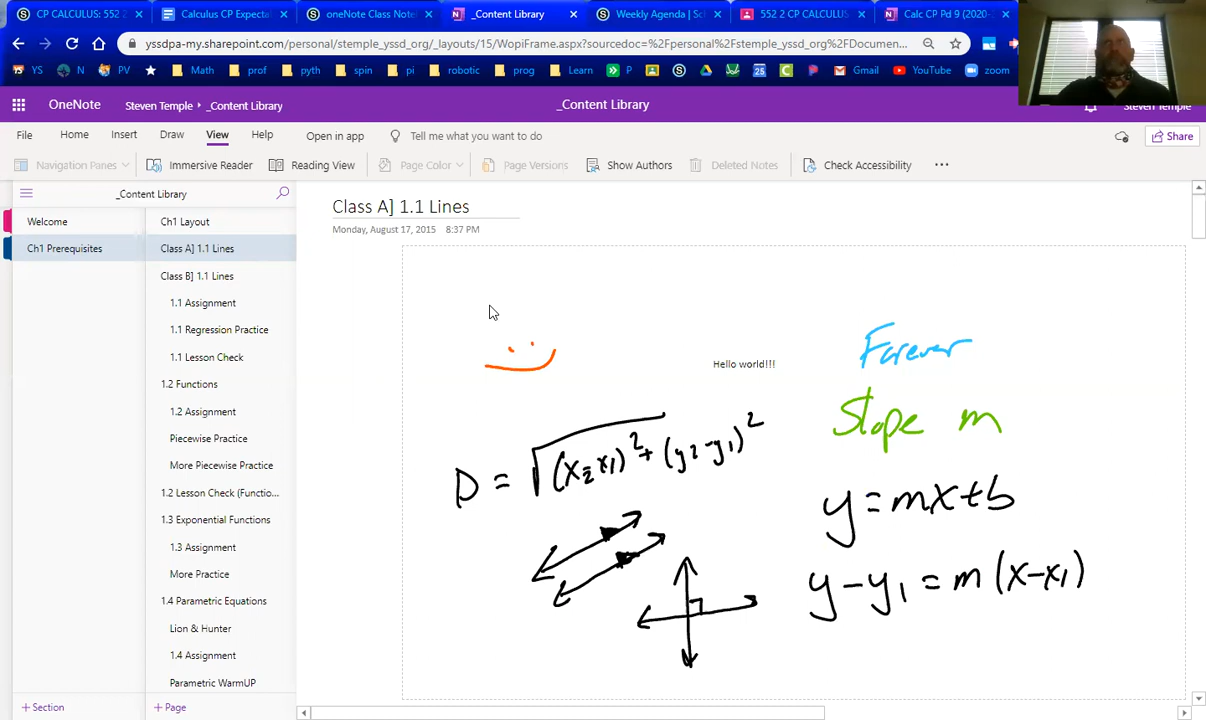 CP CALCULUS: 552 2
Calculus CP Expecta
oneNote Class Note
_Content Library
Weekly Agenda | Sc
552 2 CP CALCULUS
Calc CP Pd 9 (2020-
yssdpa-my.sharepoint.com/personal/stemple_yssd_org/_layouts/15/WopiFrame.aspx?sourcedoc=%2Fpersonal%2Fstemple_yssd_org%2FDocumen...
YS
N
PV
Math
prof
pyth
spin
pi
robotic
prog
Learn
P
Gmail
YouTube
zoom
OneNote
Steven Temple › _Content Library
_Content Library
Steven Temple
File
Home
Insert
Draw
View
Help
Open in app
Tell me what you want to do
Share
Navigation Panes
Immersive Reader
Reading View
Page Color
Page Versions
Show Authors
Deleted Notes
Check Accessibility
...
_Content Library
Welcome
Ch1 Prerequisites
Ch1 Layout
Class A] 1.1 Lines
Class B] 1.1 Lines
1.1 Assignment
1.1 Regression Practice
1.1 Lesson Check
1.2 Functions
1.2 Assignment
Piecewise Practice
More Piecewise Practice
1.2 Lesson Check (Functio...
1.3 Exponential Functions
1.3 Assignment
More Practice
1.4 Parametric Equations
Lion & Hunter
1.4 Assignment
Parametric WarmUP
+ Section
+ Page
Class A] 1.1 Lines
Monday, August 17, 2015 8:37 PM
Hello world!!!
Forever
Slope m
D = √(x₂-x₁)² + (y₂-y₁)²
y = mx + b
y - y₁ = m(x - x₁)